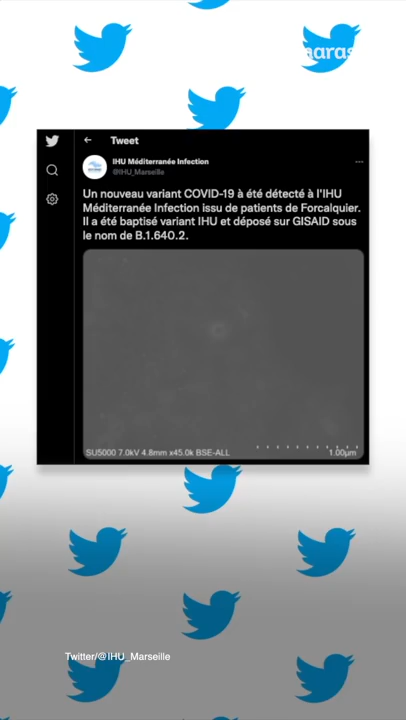 Tweet
IHU Méditerranée Infection
@IHU_Marseille
Un nouveau variant COVID-19 à été détecté à l'IHU
Méditerranée Infection issu de patients de Forcalquier.
Il a été baptisé variant IHU et déposé sur GISAID sous
le nom de B.1.640.2.
SU5000 7.0kV 4.8mm x45.0k BSE-ALL 1.00µm
Twitter/@IHU_Marseille